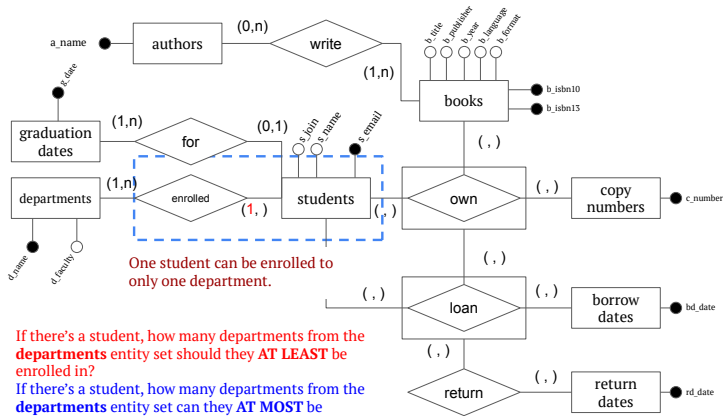 a_name
authors
(0,n)
write
(1,n)
b_title
b_publisher
b_year
b_language
b_format
books
b_isbn10
b_isbn13
g_date
graduation
dates
(1,n)
for
(0,1)
s_join
s_name
s_email
( , )
departments
(1,n)
enrolled
(1, )
students
( , )
own
( , )
copy
numbers
c_number
d_name
d_faculty
One student can be enrolled to
only one department.
( , )
( , )
loan
( , )
borrow
dates
bd_date
( , )
return
( , )
return
dates
rd_date
If there's a student, how many departments from the
departments entity set should they AT LEAST be
enrolled in?
If there's a student, how many departments from the
departments entity set can they AT MOST be